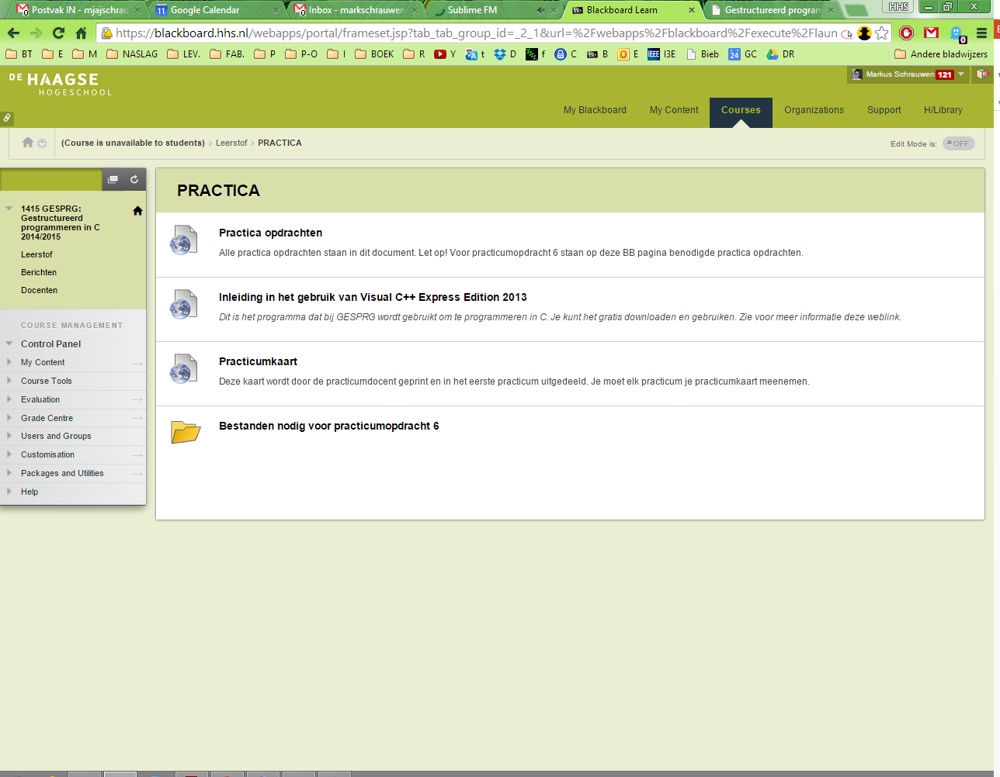 Postvak IN - mjajschrau
Google Calendar
Inbox - markschrauwen
Sublime FM
Blackboard Learn
Gestructureerd program
HHS
https://blackboard.hhs.nl/webapps/portal/frameset.jsp?tab_tab_group_id=_2_1&url=%2Fwebapps%2Fblackboard%2Fexecute%2Flaun
BT E M NASLAG LEV. FAB. P P-O I BOEK R Y t D f C B E I3E Bieb GC DR Andere bladwijzers
DE HAAGSE
HOGESCHOOL
Markus Schrauwen 121
My Blackboard My Content Courses Organizations Support H/Library
(Course is unavailable to students) > Leerstof > PRACTICA
Edit Mode is: OFF
1415 GESPRG:
Gestructureerd
programmeren in C
2014/2015
Leerstof
Berichten
Docenten
COURSE MANAGEMENT
Control Panel
My Content
Course Tools
Evaluation
Grade Centre
Users and Groups
Customisation
Packages and Utilities
Help
PRACTICA
Practica opdrachten
Alle practica opdrachten staan in dit document. Let op! Voor practicumopdracht 6 staan op deze BB pagina benodigde practica opdrachten.
Inleiding in het gebruik van Visual C++ Express Edition 2013
Dit is het programma dat bij GESPRG wordt gebruikt om te programmeren in C. Je kunt het gratis downloaden en gebruiken. Zie voor meer informatie deze weblink.
Practicumkaart
Deze kaart wordt door de practicumdocent geprint en in het eerste practicum uitgedeeld. Je moet elk practicum je practicumkaart meenemen.
Bestanden nodig voor practicumopdracht 6